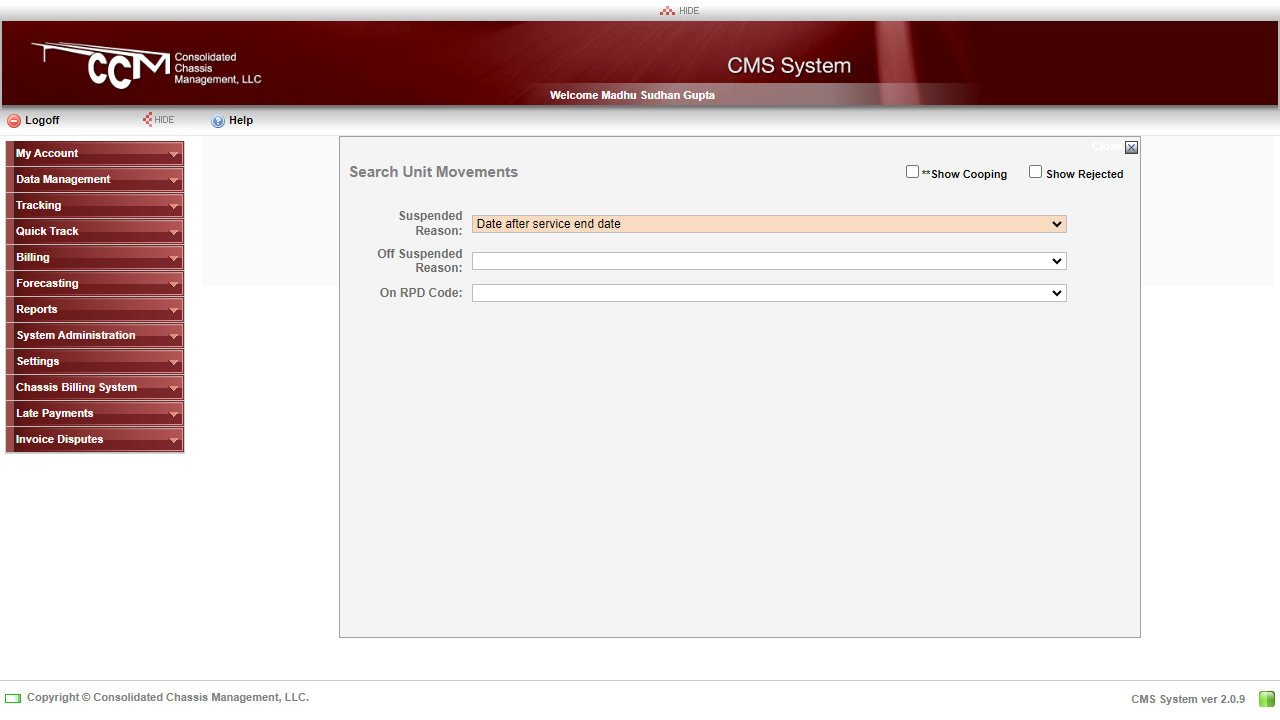 HIDE
CCM
Consolidated
Chassis
Management, LLC
CMS System
Welcome Madhu Sudhan Gupta
Logoff
HIDE
Help
My Account
Data Management
Tracking
Quick Track
Billing
Forecasting
Reports
System Administration
Settings
Chassis Billing System
Late Payments
Invoice Disputes
Close
Search Unit Movements
**Show Cooping
Show Rejected
Suspended
Reason:
Date after service end date
Off Suspended
Reason:
On RPD Code:
Copyright © Consolidated Chassis Management, LLC.
CMS System ver 2.0.9